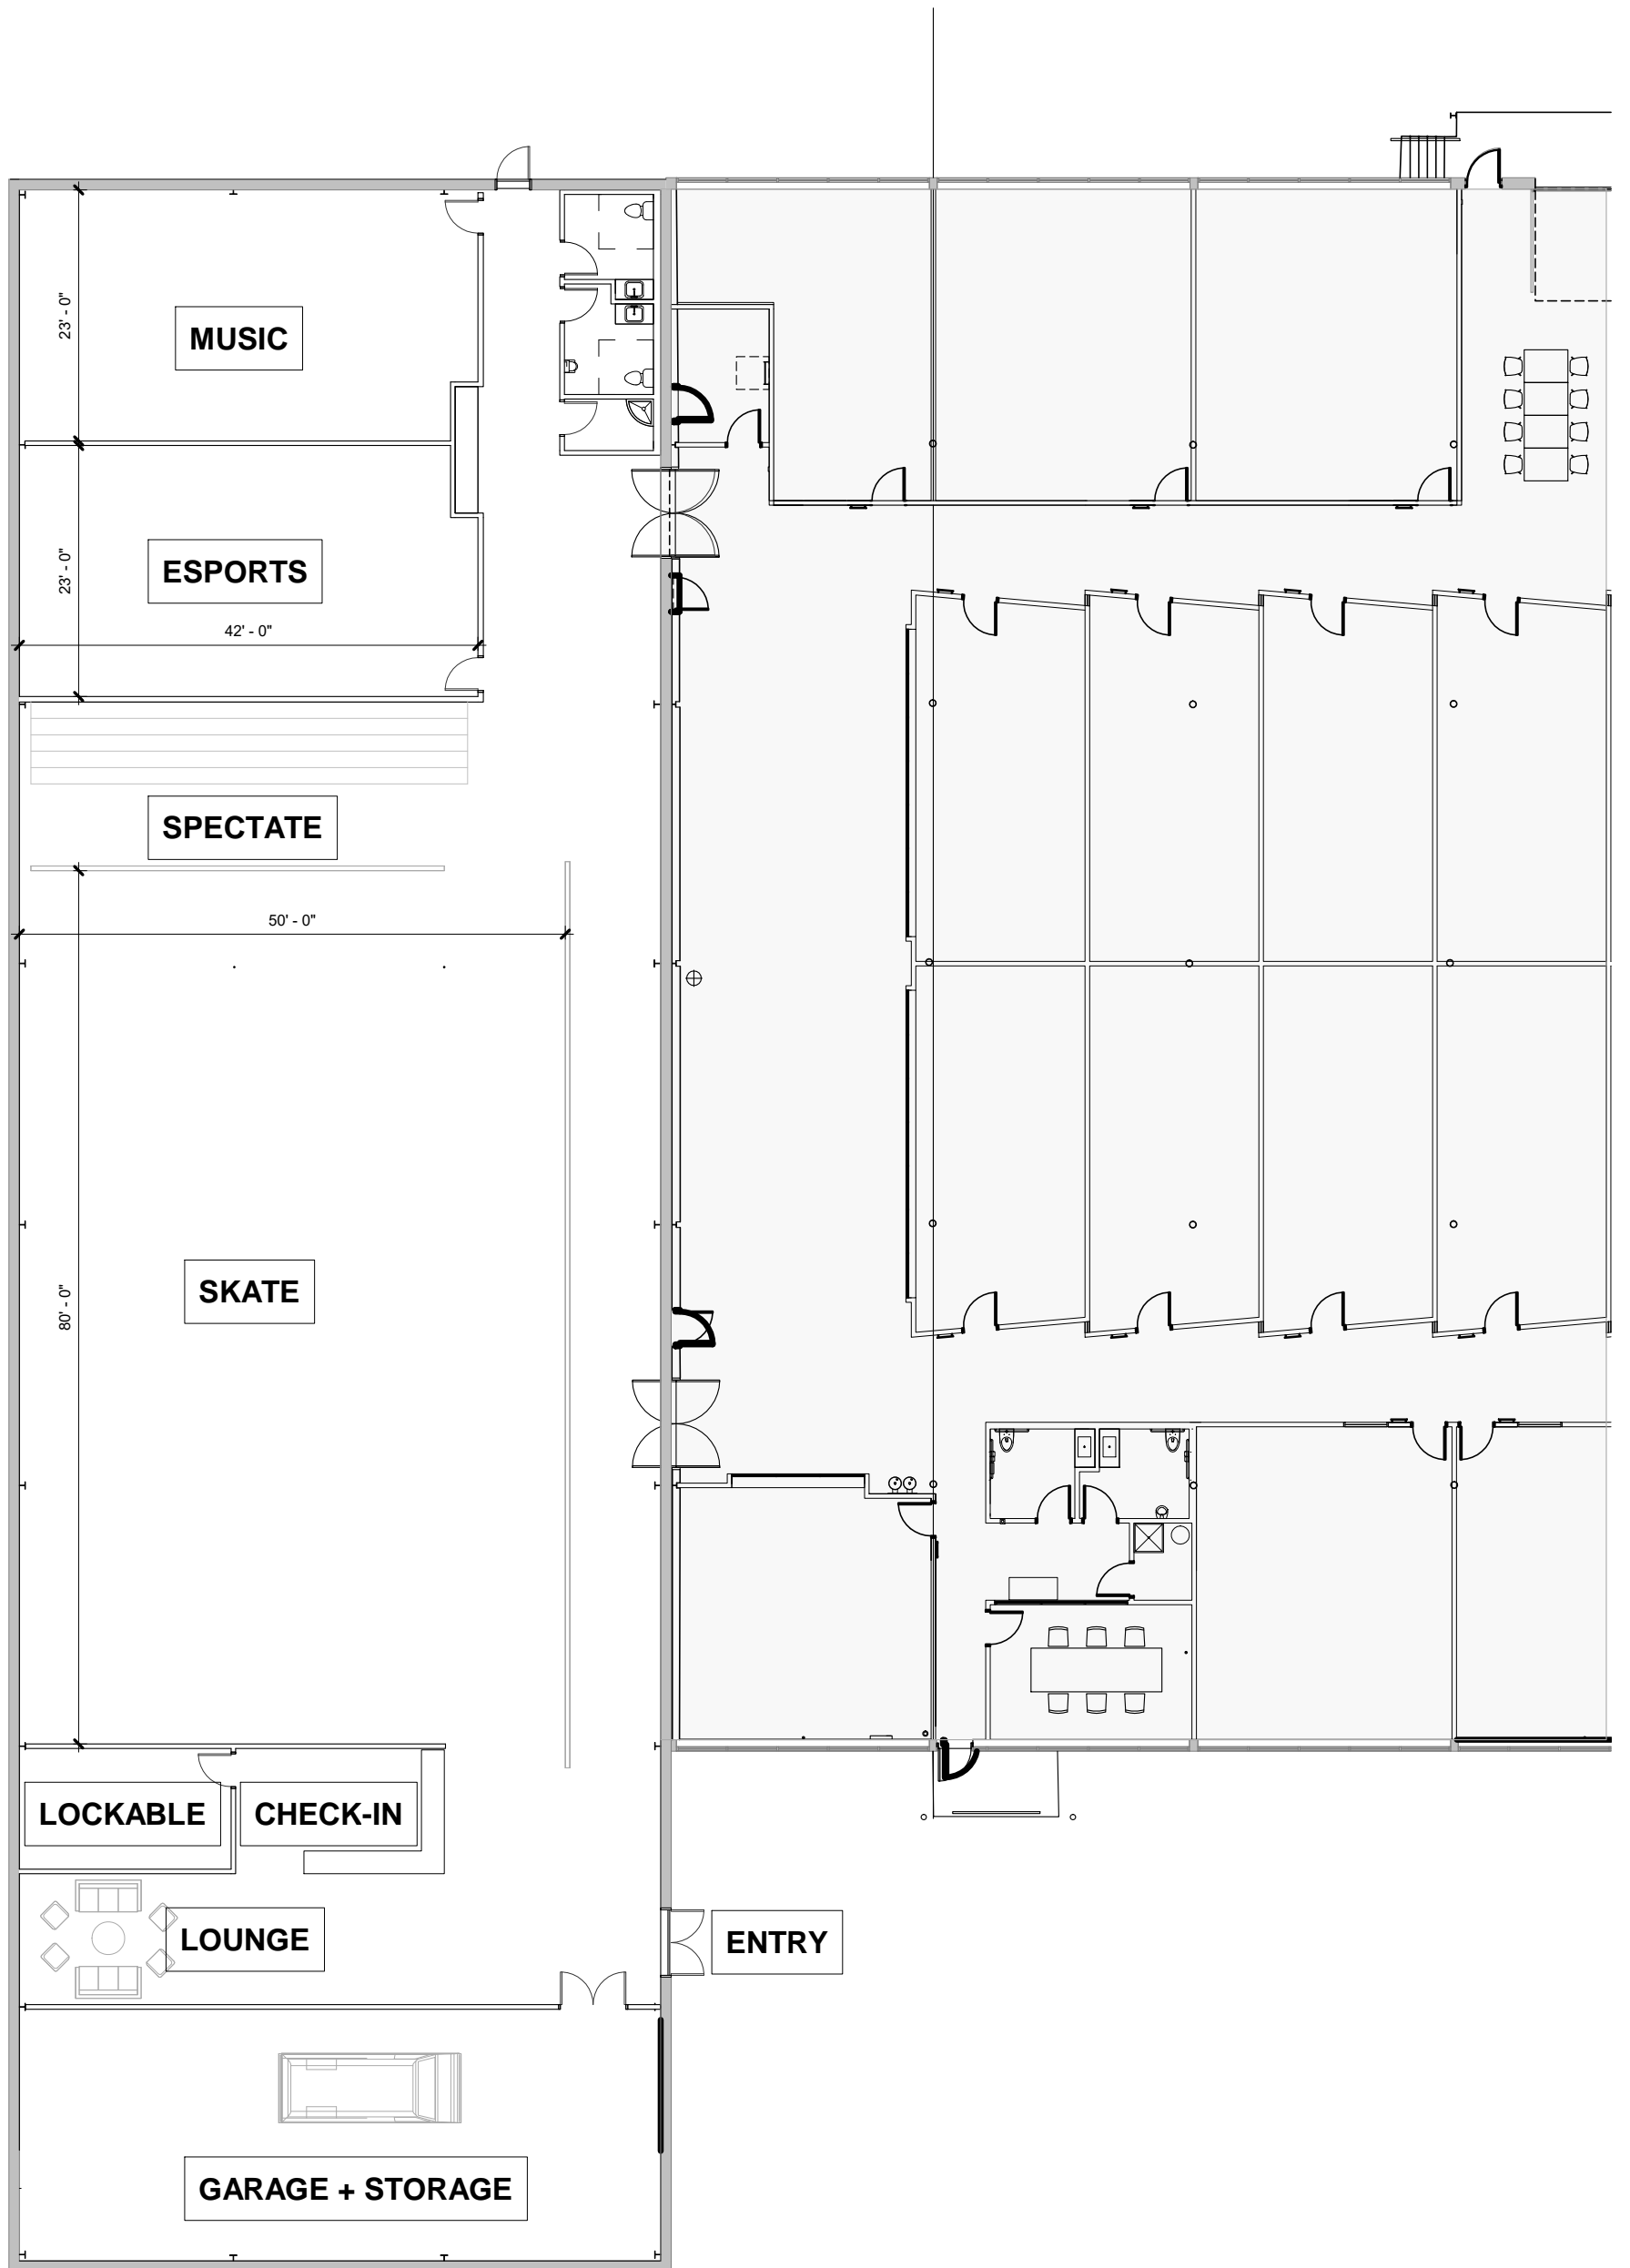 23' - 0"
MUSIC
23' - 0"
ESPORTS
42' - 0"
SPECTATE
50' - 0"
SKATE
80' - 0"
LOCKABLE
CHECK-IN
LOUNGE
ENTRY
GARAGE + STORAGE